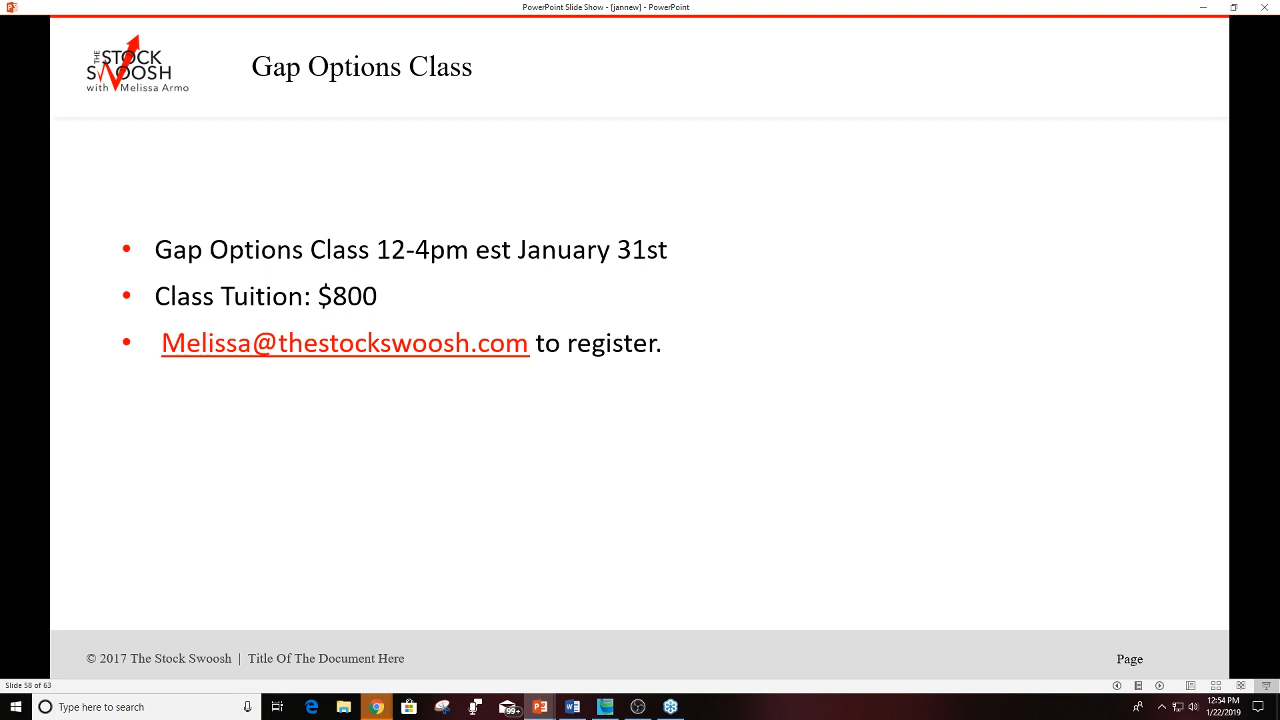 PowerPoint Slide Show - [jannew] - PowerPoint
THE
STOCK
SWOOSH
with Melissa Armo
Gap Options Class
• Gap Options Class 12-4pm est January 31st
• Class Tuition: $800
• Melissa@thestockswoosh.com to register.
© 2017 The Stock Swoosh | Title Of The Document Here
Page
Slide 58 of 63
Type here to search
99+
12:54 PM
1/22/2019